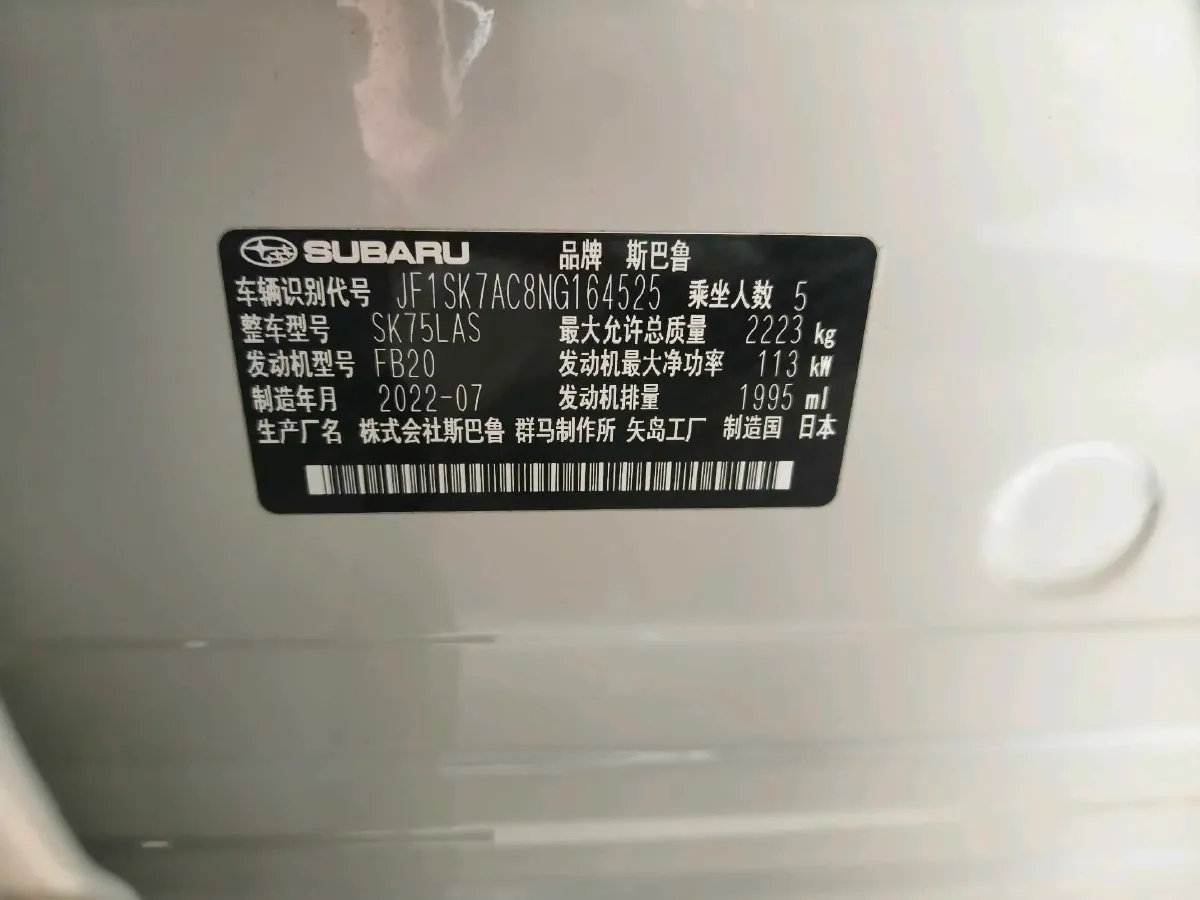 SUBARU 品牌 斯巴鲁
车辆识别代号 JF1SK7AC8NG164525 乘坐人数 5
整车型号 SK75LAS 最大允许总质量 2223 kg
发动机型号 FB20 发动机最大净功率 113 kW
制造年月 2022-07 发动机排量 1995 ml
生产厂名 株式会社斯巴鲁 群马制作所 矢岛工厂 制造国 日本